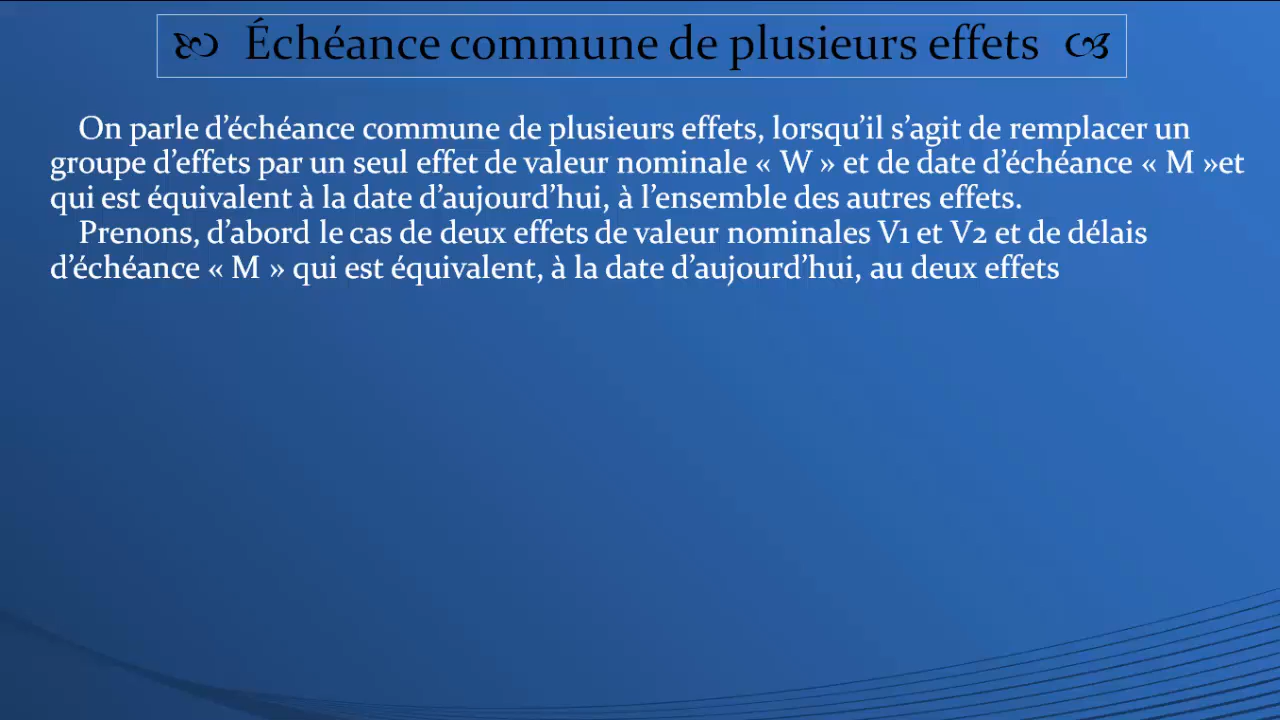 Échéance commune de plusieurs effets
On parle d’échéance commune de plusieurs effets, lorsqu’il s’agit de remplacer un
groupe d’effets par un seul effet de valeur nominale « W » et de date d’échéance « M »et
qui est équivalent à la date d’aujourd’hui, à l’ensemble des autres effets.
Prenons, d’abord le cas de deux effets de valeur nominales V1 et V2 et de délais
d’échéance « M » qui est équivalent, à la date d’aujourd’hui, au deux effets